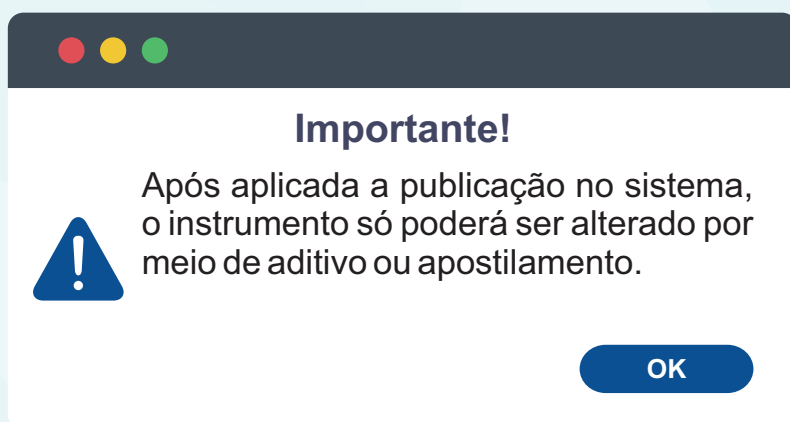 Importante!
Após aplicada a publicação no sistema,
o instrumento só poderá ser alterado por
meio de aditivo ou apostilamento.
OK